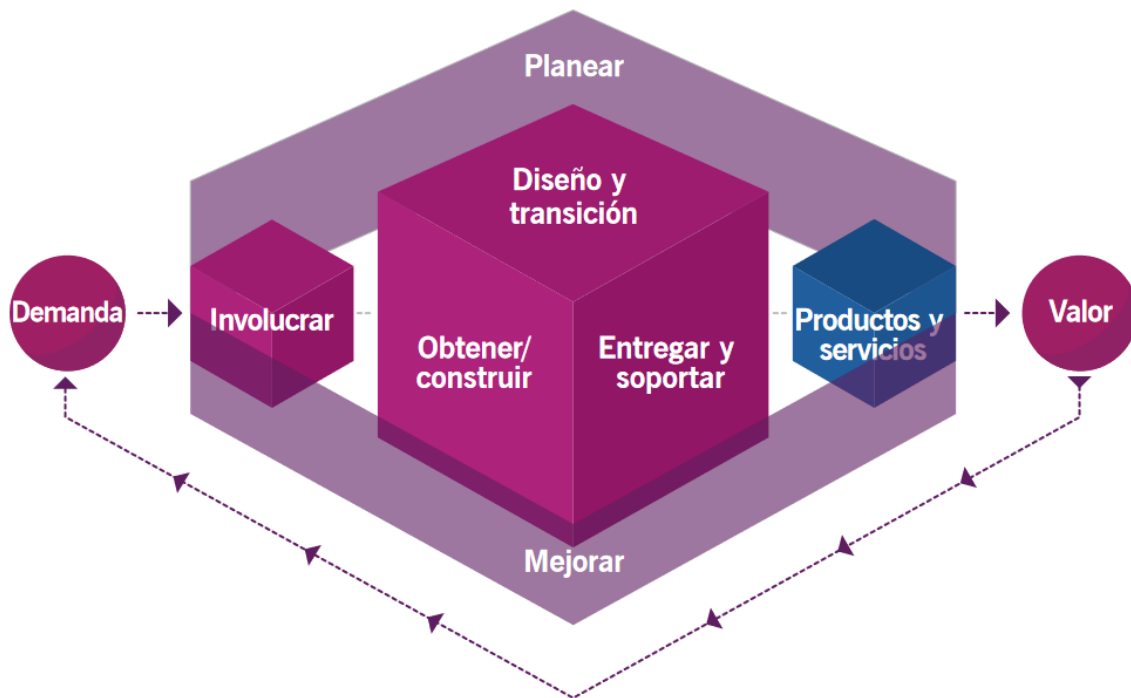 Planear
Diseño y
transición
Demanda
Involucrar
Obtener/
construir
Entregar y
soportar
Productos y
servicios
Valor
Mejorar